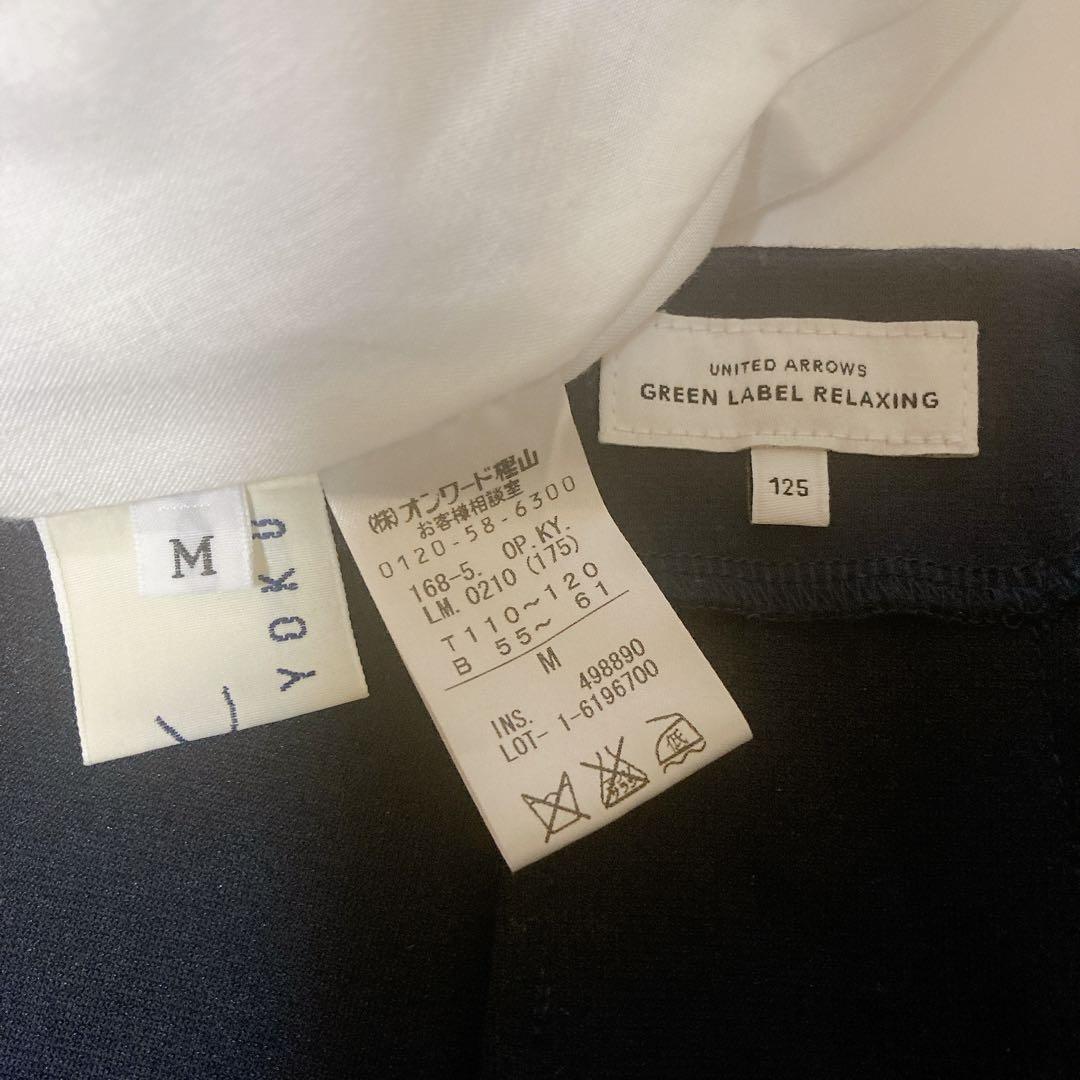 UNITED ARROWS
GREEN LABEL RELAXING
125
M
YOKU
(株)オンワード樫山
お客様相談室
0120-58-6300
168-5. OP.KY.
LM. 0210 (175)
T110~120
B 55~ 61
M
INS. 498890
LOT- 1-6196700
低